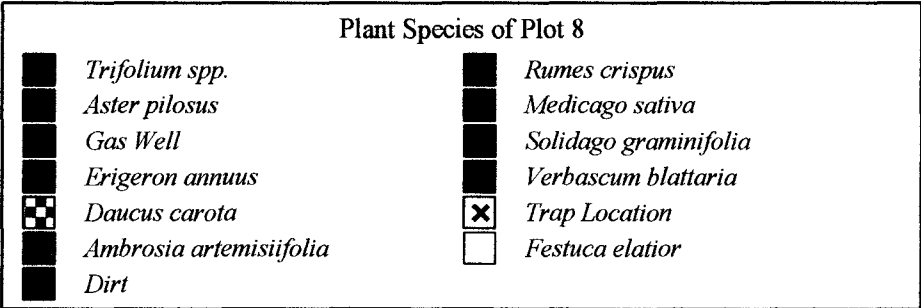 Plant Species of Plot 8
Trifolium spp.
Aster pilosus
Gas Well
Erigeron annuus
Daucus carota
Ambrosia artemisiifolia
Dirt
Rumes crispus
Medicago sativa
Solidago graminifolia
Verbascum blattaria
Trap Location
Festuca elatior